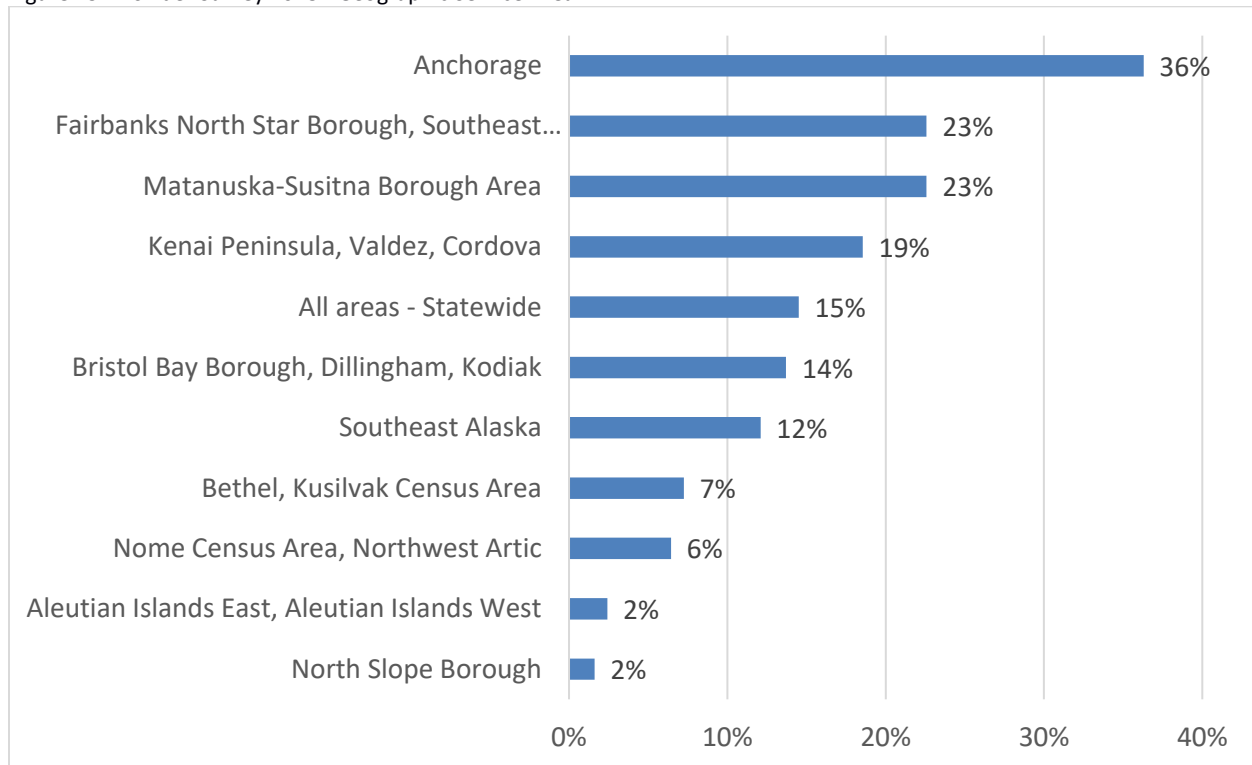 Anchorage 36%
Fairbanks North Star Borough, Southeast… 23%
Matanuska-Susitna Borough Area 23%
Kenai Peninsula, Valdez, Cordova 19%
All areas - Statewide 15%
Bristol Bay Borough, Dillingham, Kodiak 14%
Southeast Alaska 12%
Bethel, Kusilvak Census Area 7%
Nome Census Area, Northwest Artic 6%
Aleutian Islands East, Aleutian Islands West 2%
North Slope Borough 2%
0% 10% 20% 30% 40%